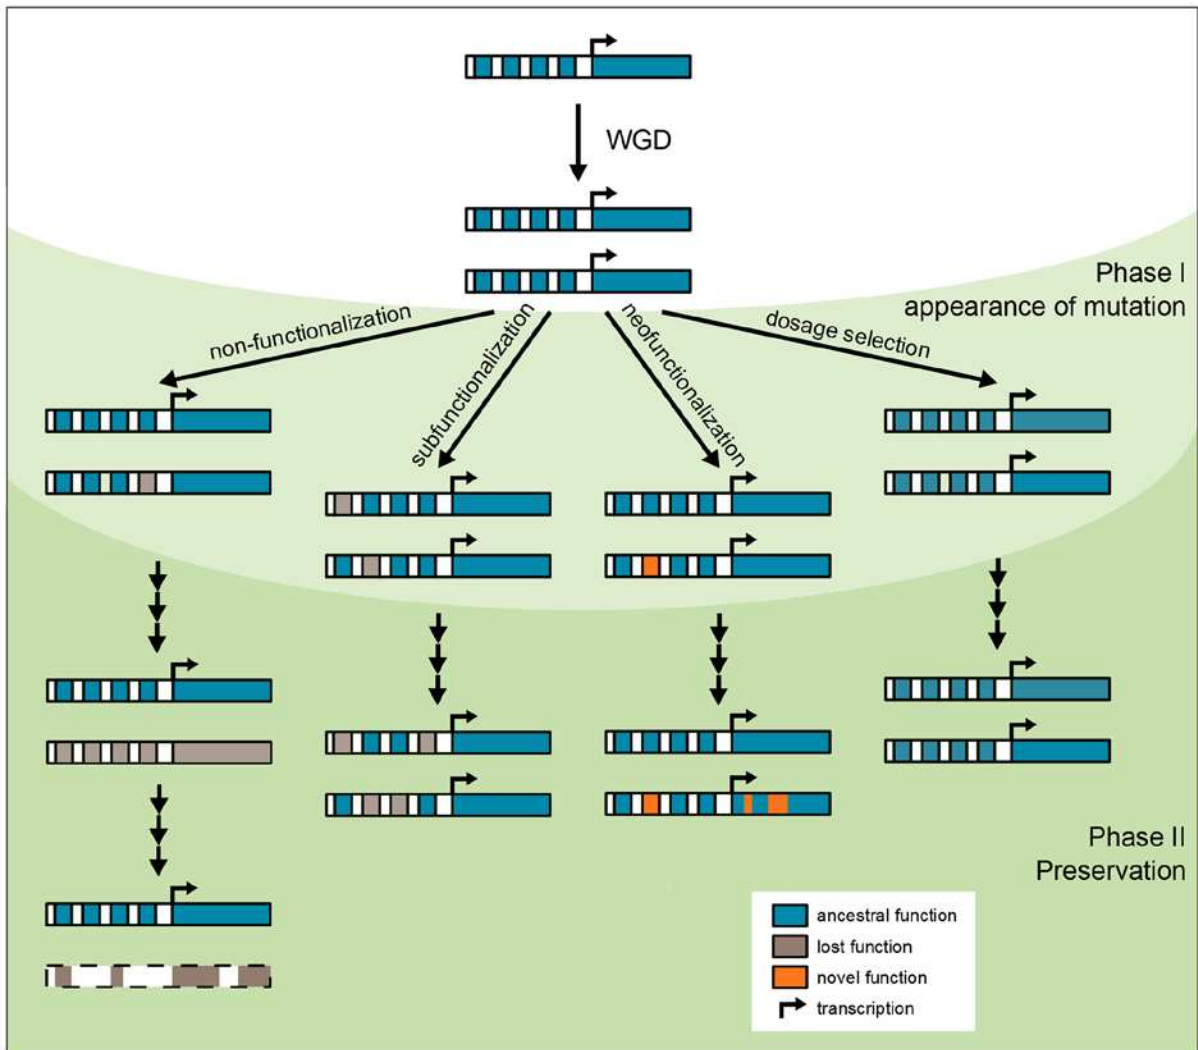 WGD
Phase I
appearance of mutation
non-functionalization
subfunctionalization
neofunctionalization
dosage selection
Phase II
Preservation
ancestral function
lost function
novel function
transcription